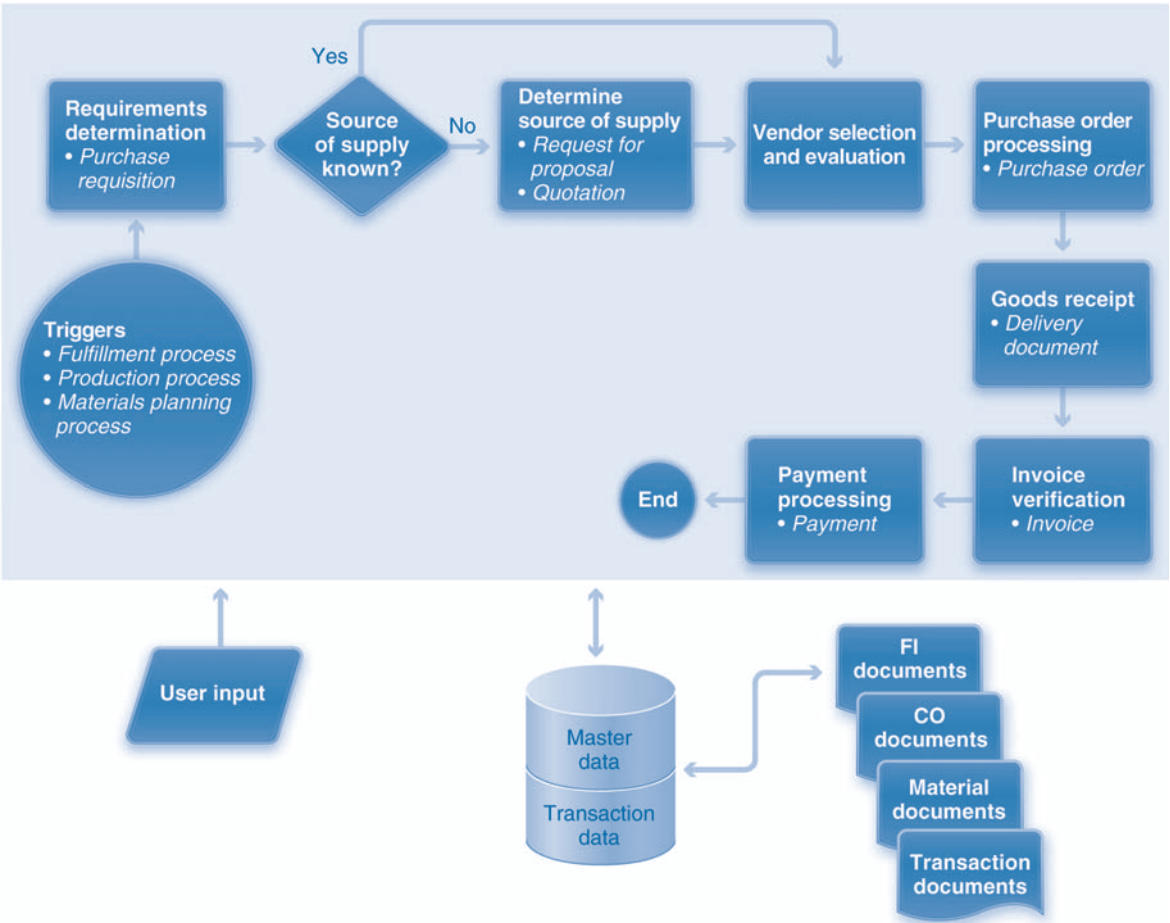 Yes
Requirements
determination
• Purchase
requisition
Source
of supply
known?
No
Determine
source of supply
• Request for
proposal
• Quotation
Vendor selection
and evaluation
Purchase order
processing
• Purchase order
Triggers
• Fulfillment process
• Production process
• Materials planning
process
Goods receipt
• Delivery
document
End
Payment
processing
• Payment
Invoice
verification
• Invoice
User input
Master
data
Transaction
data
FI
documents
CO
documents
Material
documents
Transaction
documents